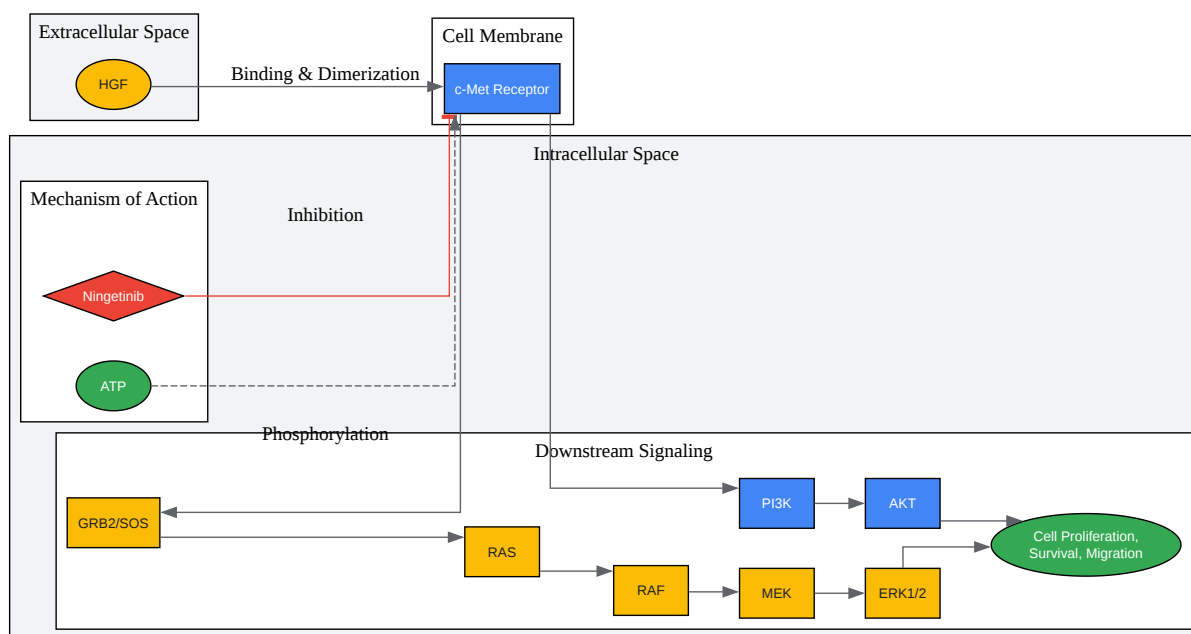 Extracellular Space
Cell Membrane
HGF
Binding & Dimerization
c-Met Receptor
Intracellular Space
Mechanism of Action
Inhibition
Ningetinib
ATP
Phosphorylation
Downstream Signaling
PI3K
AKT
GRB2/SOS
RAS
Cell Proliferation,
Survival, Migration
RAF
MEK
ERK1/2